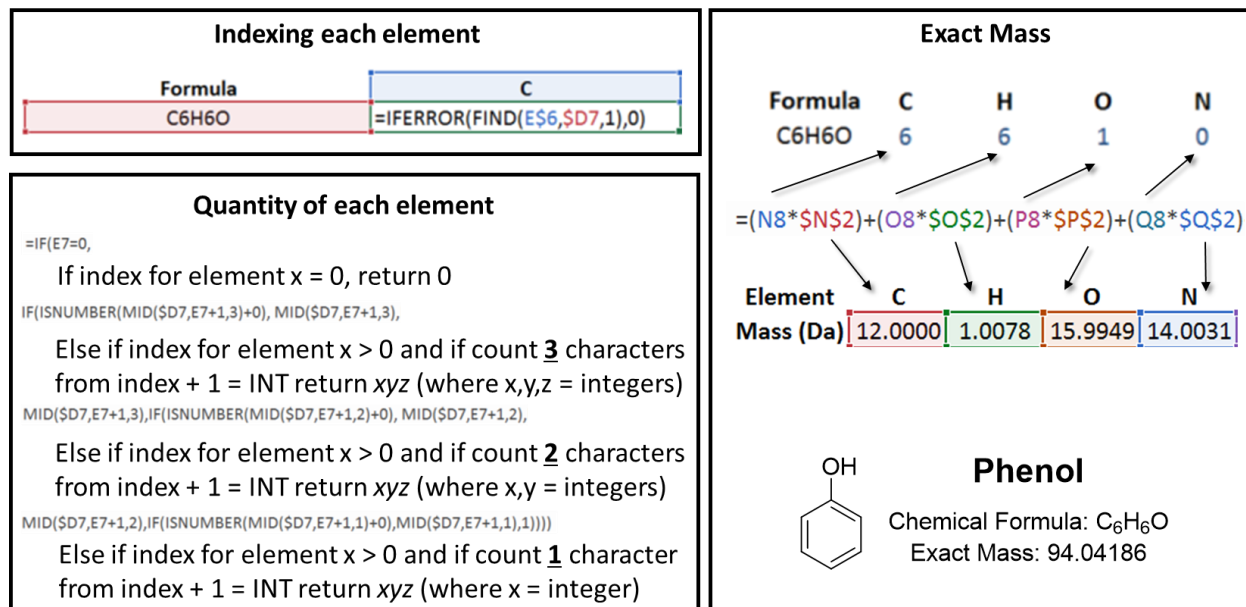 Indexing each element
Formula C
C6H6O =IFERROR(FIND(E$6,$D7,1),0)
Quantity of each element
=IF(E7=0,
If index for element x = 0, return 0
IF(ISNUMBER(MID($D7,E7+1,3)+0), MID($D7,E7+1,3),
Else if index for element x > 0 and if count 3 characters
from index + 1 = INT return xyz (where x,y,z = integers)
MID($D7,E7+1,3),IF(ISNUMBER(MID($D7,E7+1,2)+0), MID($D7,E7+1,2),
Else if index for element x > 0 and if count 2 characters
from index + 1 = INT return xyz (where x,y = integers)
MID($D7,E7+1,2),IF(ISNUMBER(MID($D7,E7+1,1)+0),MID($D7,E7+1,1),1))))
Else if index for element x > 0 and if count 1 character
from index + 1 = INT return xyz (where x = integer)
Exact Mass
Formula C H O N
C6H6O 6 6 1 0
=(N8*$N$2)+(O8*$O$2)+(P8*$P$2)+(Q8*$Q$2)
Element C H O N
Mass (Da) 12.0000 1.0078 15.9949 14.0031
OH
Phenol
Chemical Formula: C₆H₆O
Exact Mass: 94.04186